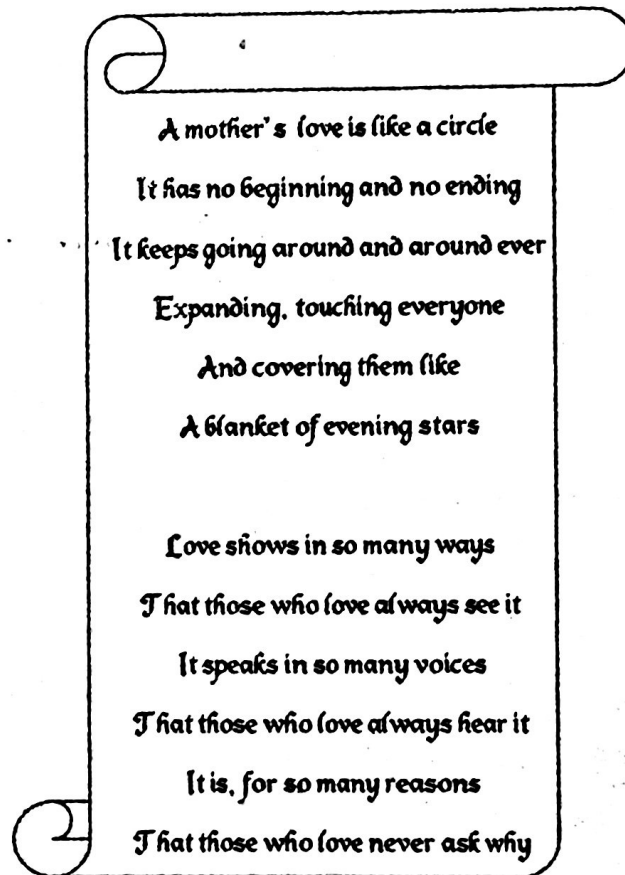 A mother's love is like a circle
It has no beginning and no ending
It keeps going around and around ever
Expanding, touching everyone
And covering them like
A blanket of evening stars
Love shows in so many ways
That those who love always see it
It speaks in so many voices
That those who love always hear it
It is, for so many reasons
That those who love never ask why